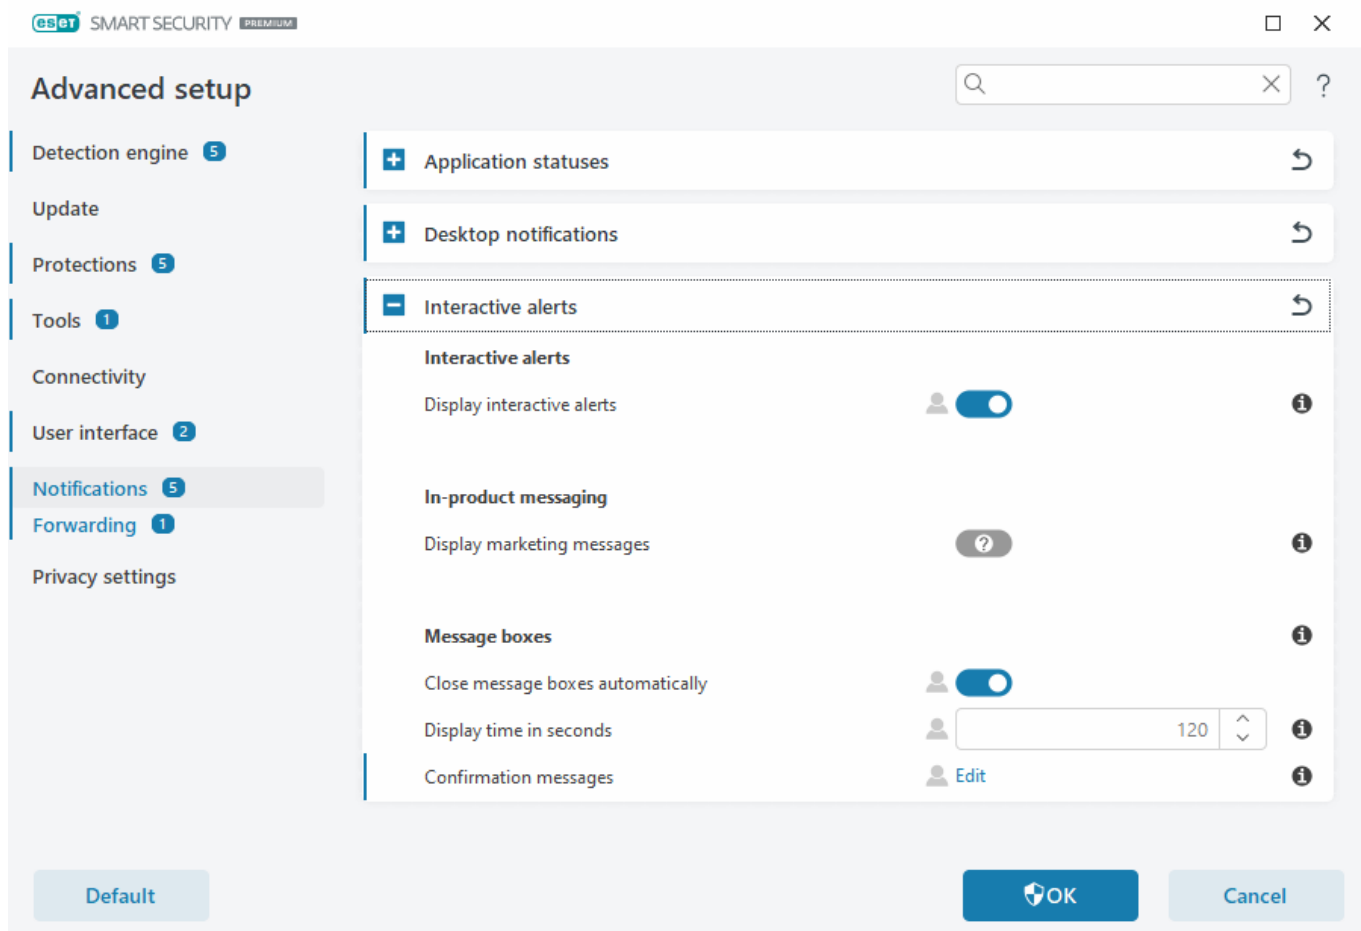 eset SMART SECURITY PREMIUM
Advanced setup
?
Detection engine 5
Update
Protections 5
Tools 1
Connectivity
User interface 2
Notifications 5
Forwarding 1
Privacy settings
Application statuses
Desktop notifications
Interactive alerts
Interactive alerts
Display interactive alerts
In-product messaging
Display marketing messages ?
Message boxes
Close message boxes automatically
Display time in seconds 120
Confirmation messages Edit
Default
OK
Cancel